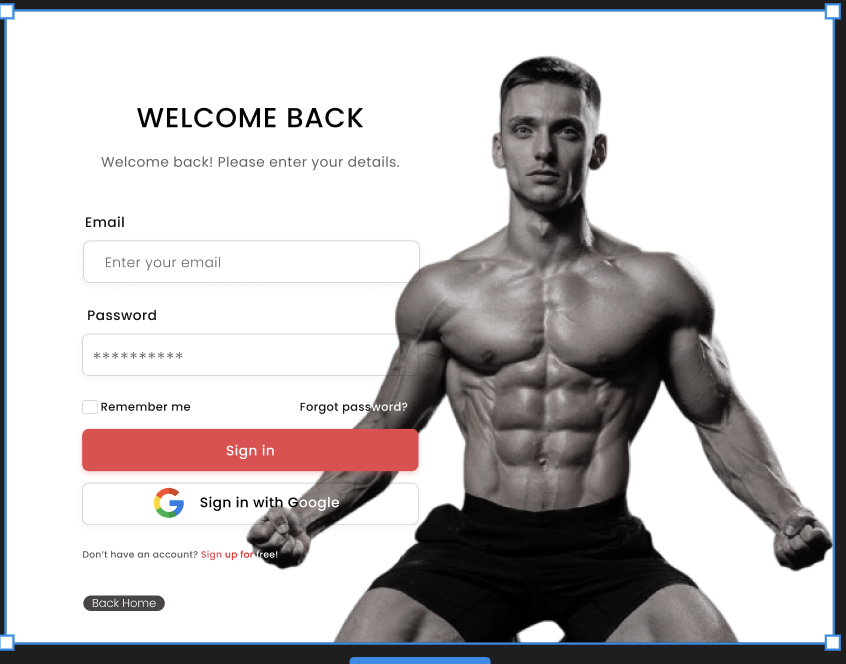 WELCOME BACK
Welcome back! Please enter your details.
Email
Enter your email
Password
**********
Remember me
Forgot password?
Sign in
Sign in with Google
Don't have an account? Sign up for free!
Back Home